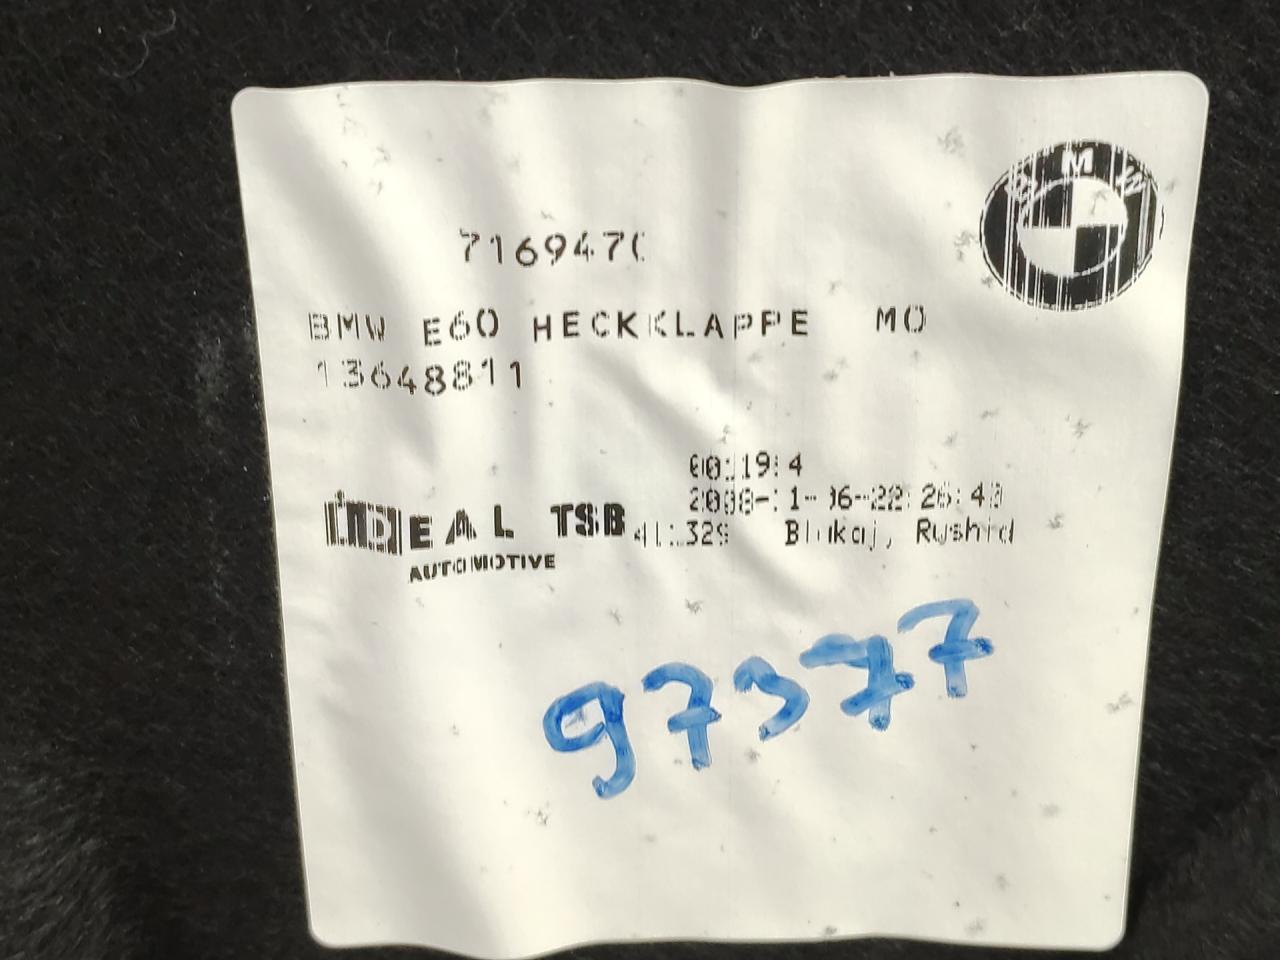 BMW
7169470
BMW E60 HECKKLAPPE MO
13648811
IDEAL TSB
AUTOMOTIVE
Rushid
97377